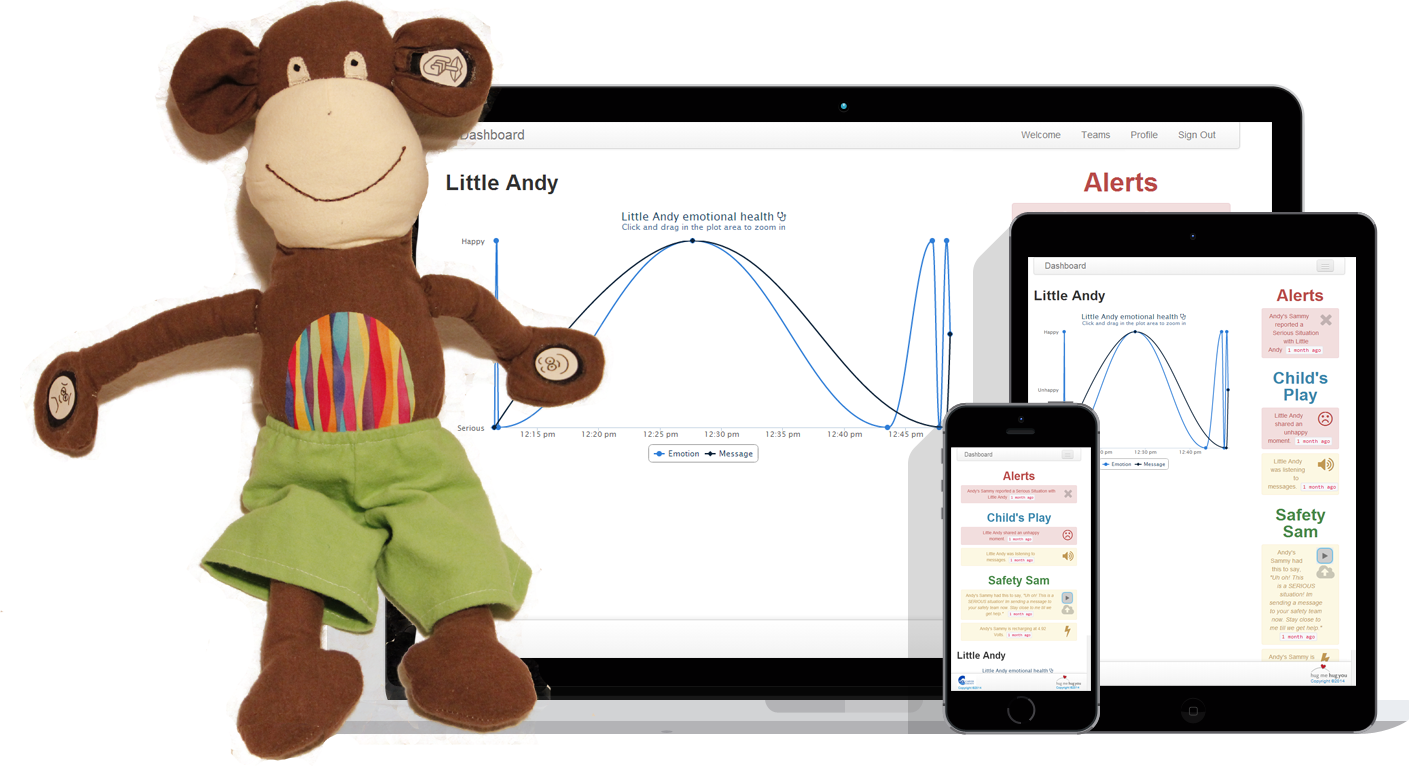 Dashboard
Welcome Teams Profile Sign Out
Little Andy
Alerts
Little Andy emotional health
Click and drag in the plot area to zoom in
Happy
Serious
12:15 pm 12:20 pm 12:25 pm 12:30 pm 12:35 pm 12:40 pm 12:45 pm
Emotion Message
Dashboard
Little Andy
Little Andy emotional health
Click and drag in the plot area to zoom in
Happy
Unhappy
pm 12:30 pm 12:40 pm
Emotion Message
Alerts
Andy's Sammy
reported a
Serious Situation
with Little
Andy 1 month ago
Child's
Play
Little Andy
shared an
unhappy
moment 1 month ago
Little Andy
was listening
to
messages. 1 month ago
Safety
Sam
Andy's
Sammy had
this to say,
"Uh oh! This
is a SERIOUS
situation! Im
sending a message
to your safety team
now. Stay close to
me til we get help."
1 month ago
Andy's Sammy is
hug me hug you
Copyright ©2014
Dashboard
Alerts
Andy's Sammy reported a Serious Situation with
Little Andy 1 month ago
Child's Play
Little Andy shared an unhappy
moment 1 month ago
Little Andy was listening to
messages. 1 month ago
Safety Sam
Andy's Sammy had this to say, "Uh oh! This is a
SERIOUS situation! Im sending a message to
your safety team now. Stay close to me til we
get help." 1 month ago
Andy's Sammy is recharging at 4.92
Volts. 1 month ago
Little Andy
Little Andy emotional health
Copyright ©2014
hug me hug you
Copyright ©2014